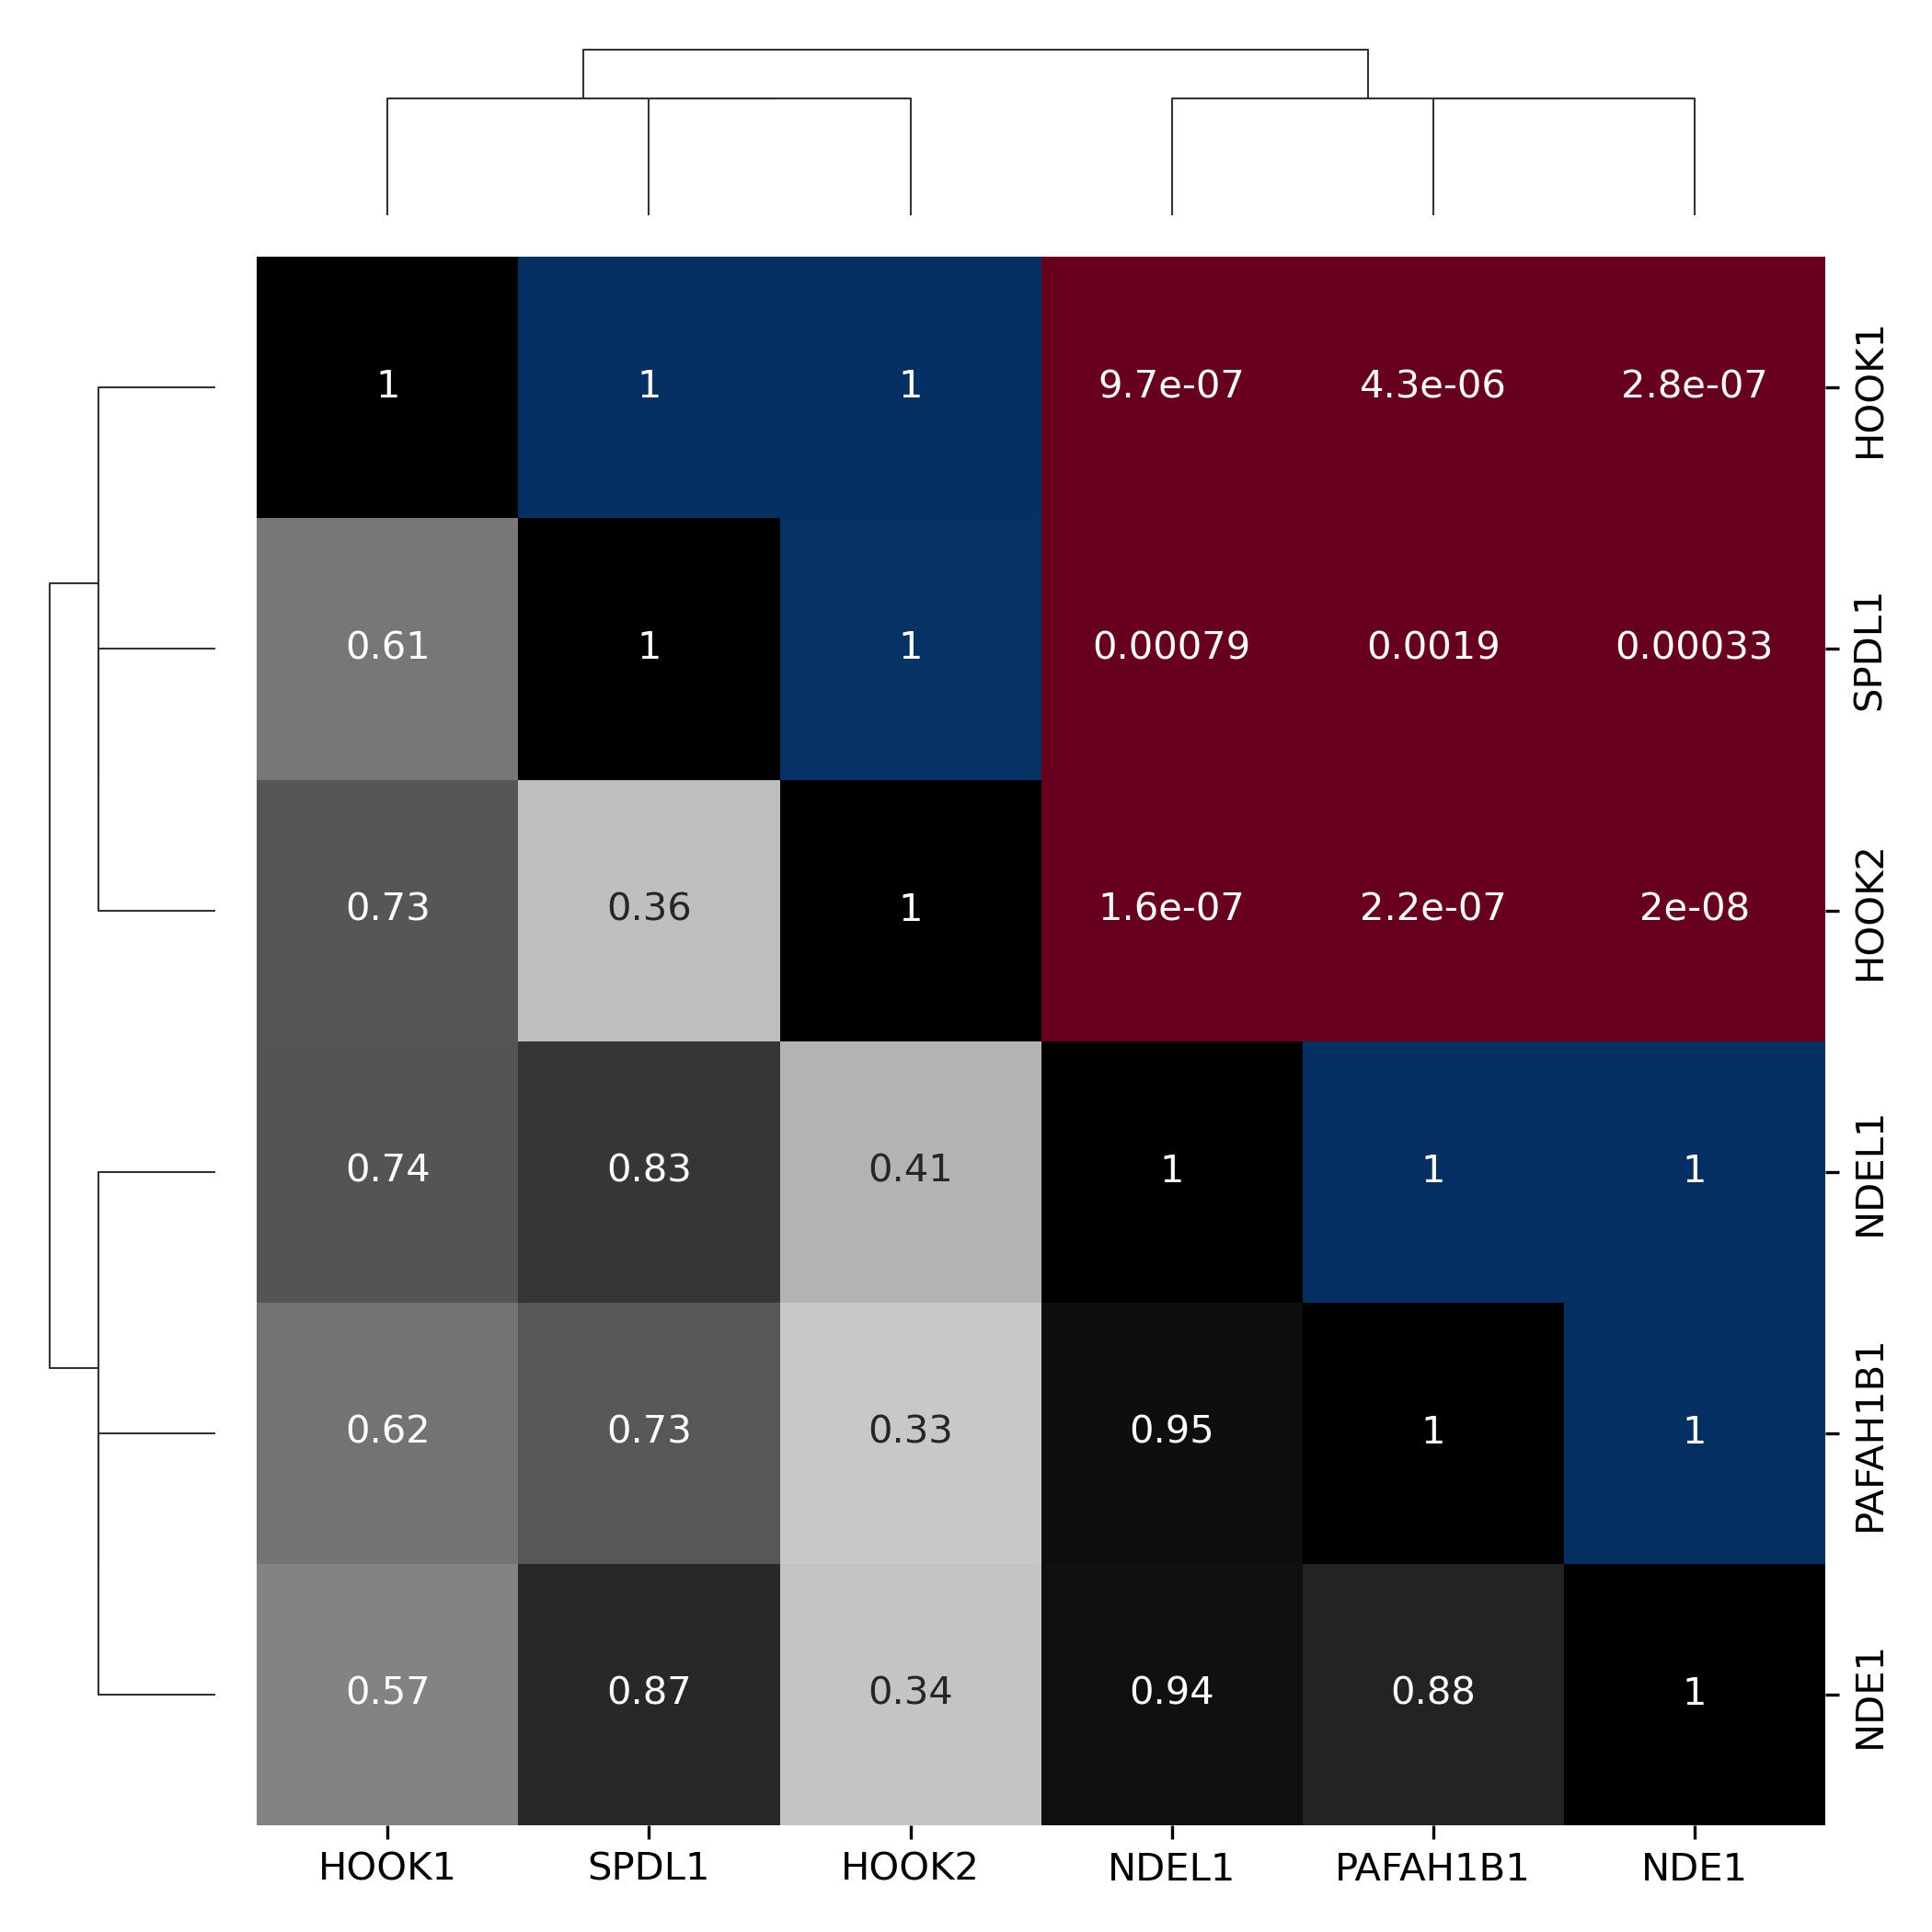 1 1 1 9.7e-07 4.3e-06 2.8e-07 HOOK1
0.61 1 1 0.00079 0.0019 0.00033 SPDL1
0.73 0.36 1 1.6e-07 2.2e-07 2e-08 HOOK2
0.74 0.83 0.41 1 1 1 NDEL1
0.62 0.73 0.33 0.95 1 1 PAFAH1B1
0.57 0.87 0.34 0.94 0.88 1 NDE1
HOOK1 SPDL1 HOOK2 NDEL1 PAFAH1B1 NDE1